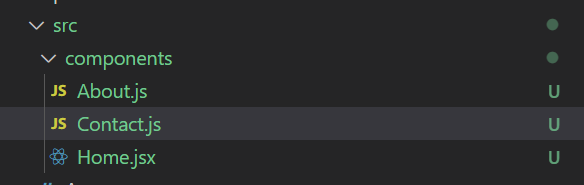 src
components
JS About.js U
JS Contact.js U
Home.jsx U